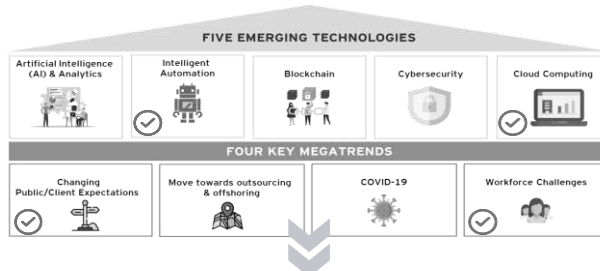 FIVE EMERGING TECHNOLOGIES
Artificial Intelligence
(AI) & Analytics
Intelligent
Automation
Blockchain
Cybersecurity
Cloud Computing
FOUR KEY MEGATRENDS
Changing
Public/Client Expectations
Move towards outsourcing
& offshoring
COVID-19
Workforce Challenges